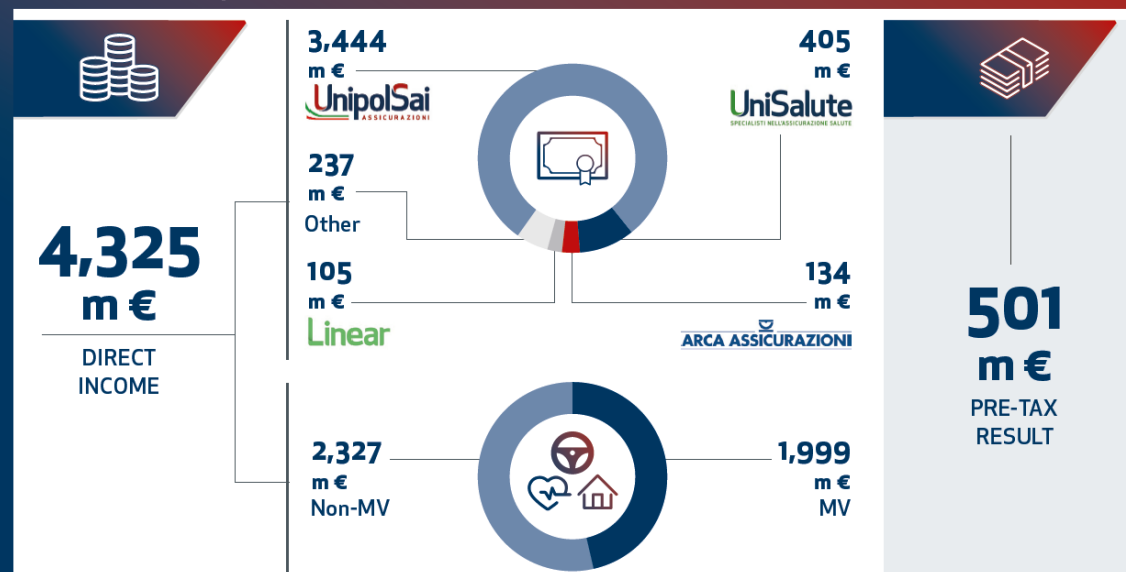 4,325
m €
DIRECT
INCOME
3,444
m €
UnipolSai
ASSICURAZIONI
405
m €
UniSalute
SPECIALISTI NELL'ASSICURAZIONE SALUTE
237
m €
Other
105
m €
Linear
134
m €
ARCA ASSICURAZIONI
2,327
m €
Non-MV
1,999
m €
MV
501
m €
PRE-TAX
RESULT